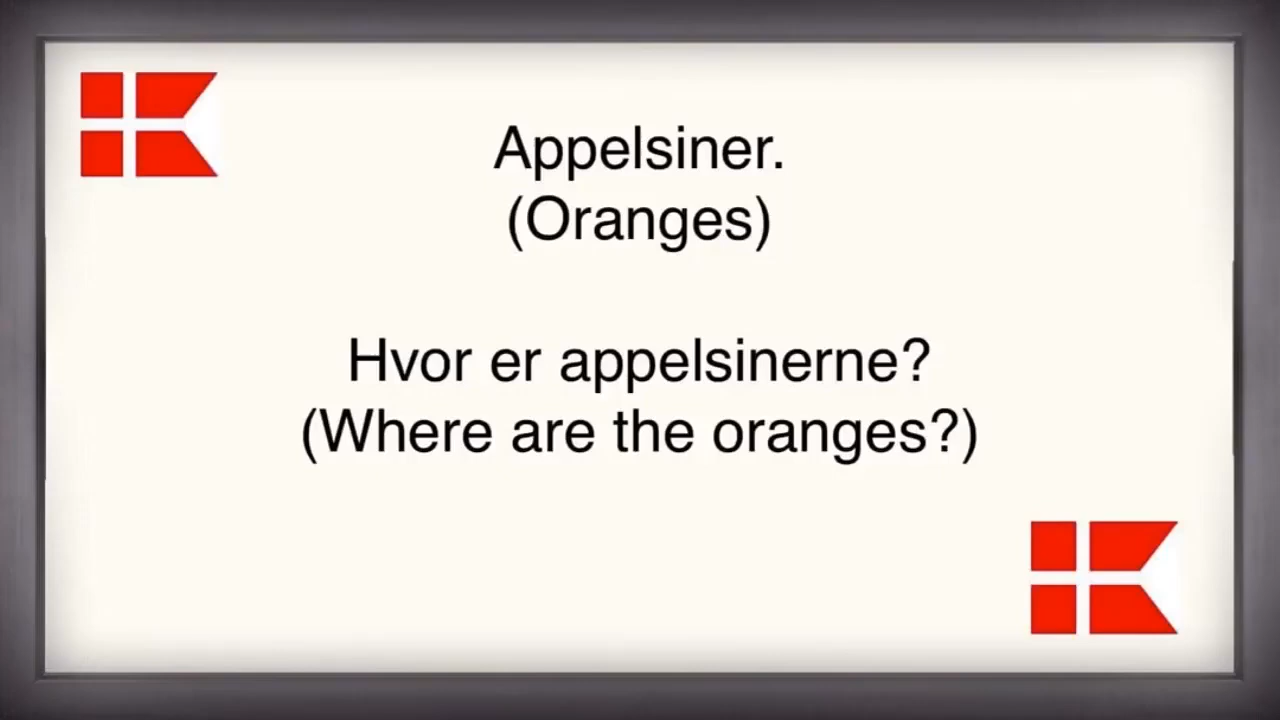 Appelsiner.
(Oranges)
Hvor er appelsinerne?
(Where are the oranges?)